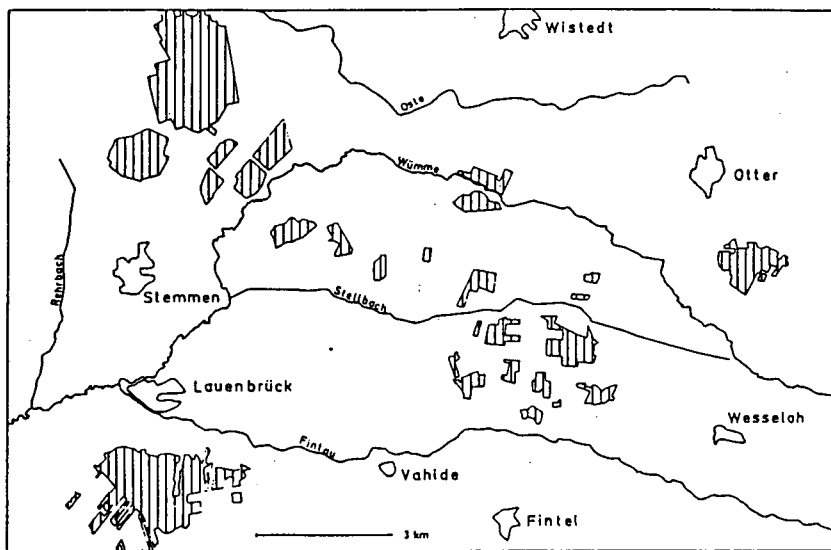 Wistedt
Oste
Wümme
Otter
Rehrbach
Stemmen
Stellbach
Lauenbrück
Wesseloh
Fintau
Vahlde
3 km
Fintel